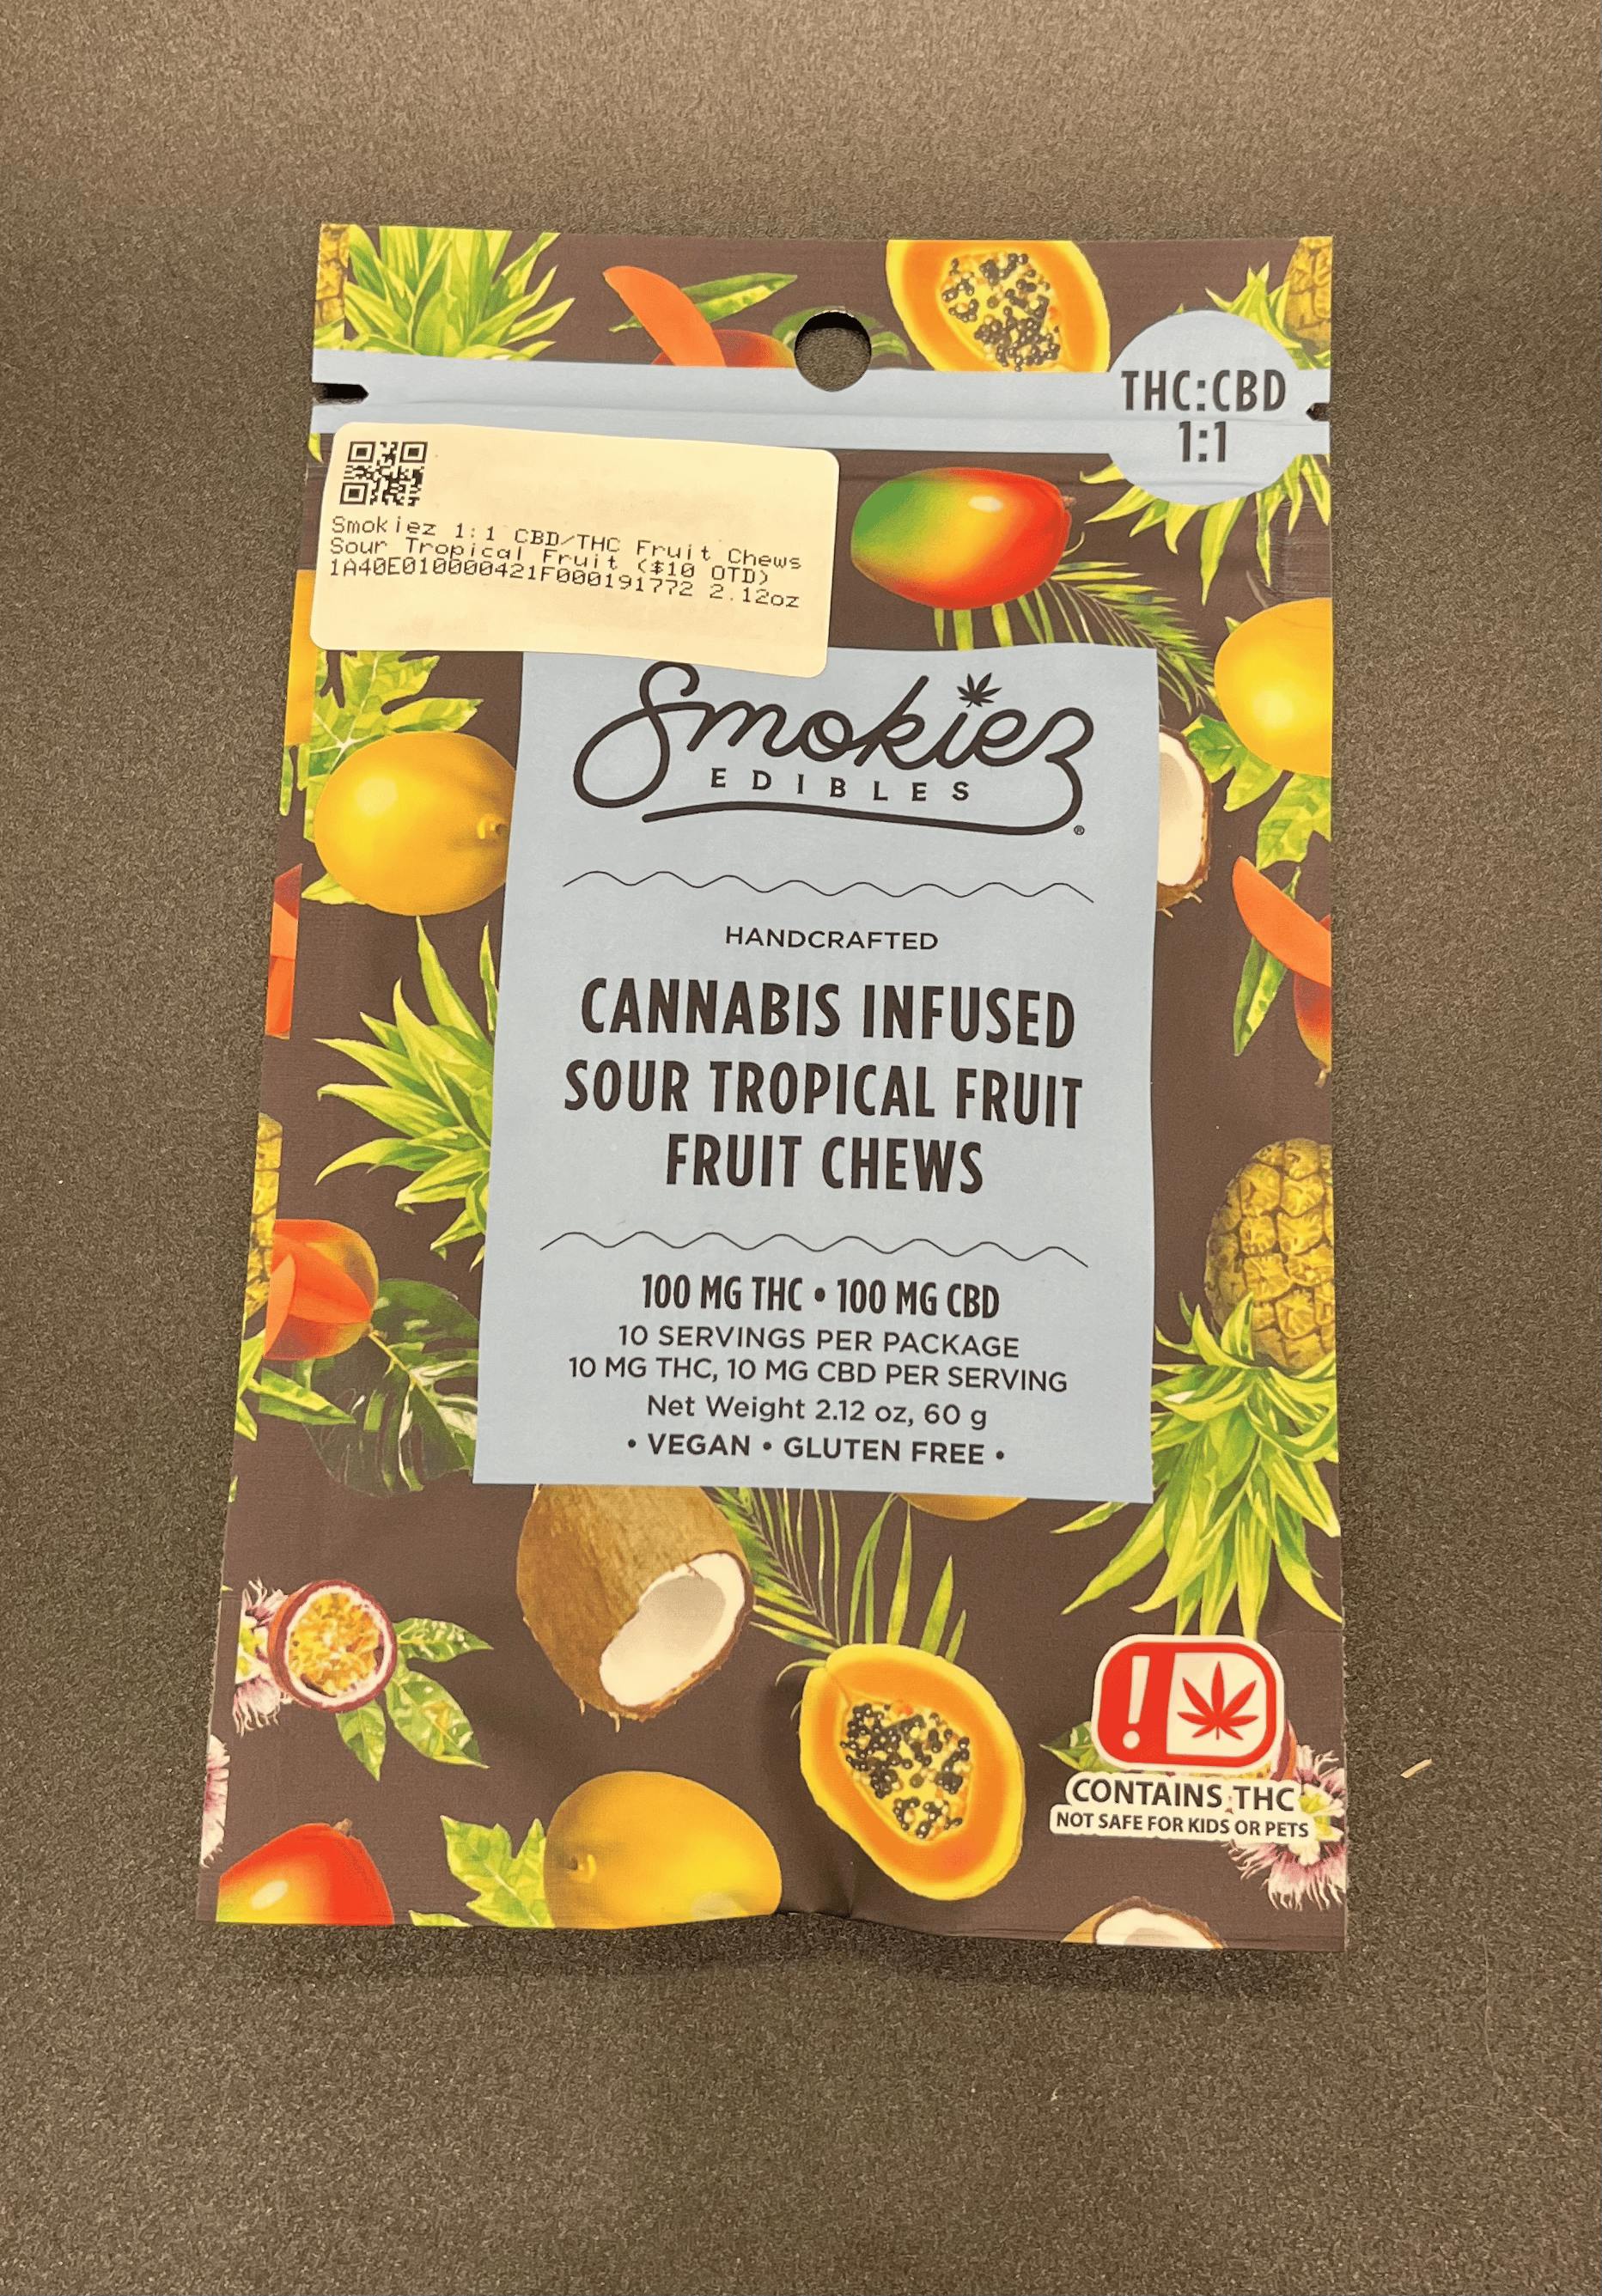 THC:CBD
1:1
Smokiez 1:1 CBD/THC Fruit Chews
Sour Tropical Fruit ($10 OTD)
1A40E010000421F000191772 2.12oz
Smokiez
EDIBLES
®
HANDCRAFTED
CANNABIS INFUSED
SOUR TROPICAL FRUIT
FRUIT CHEWS
100 MG THC • 100 MG CBD
10 SERVINGS PER PACKAGE
10 MG THC, 10 MG CBD PER SERVING
Net Weight 2.12 oz, 60 g
• VEGAN • GLUTEN FREE •
!
CONTAINS THC
NOT SAFE FOR KIDS OR PETS